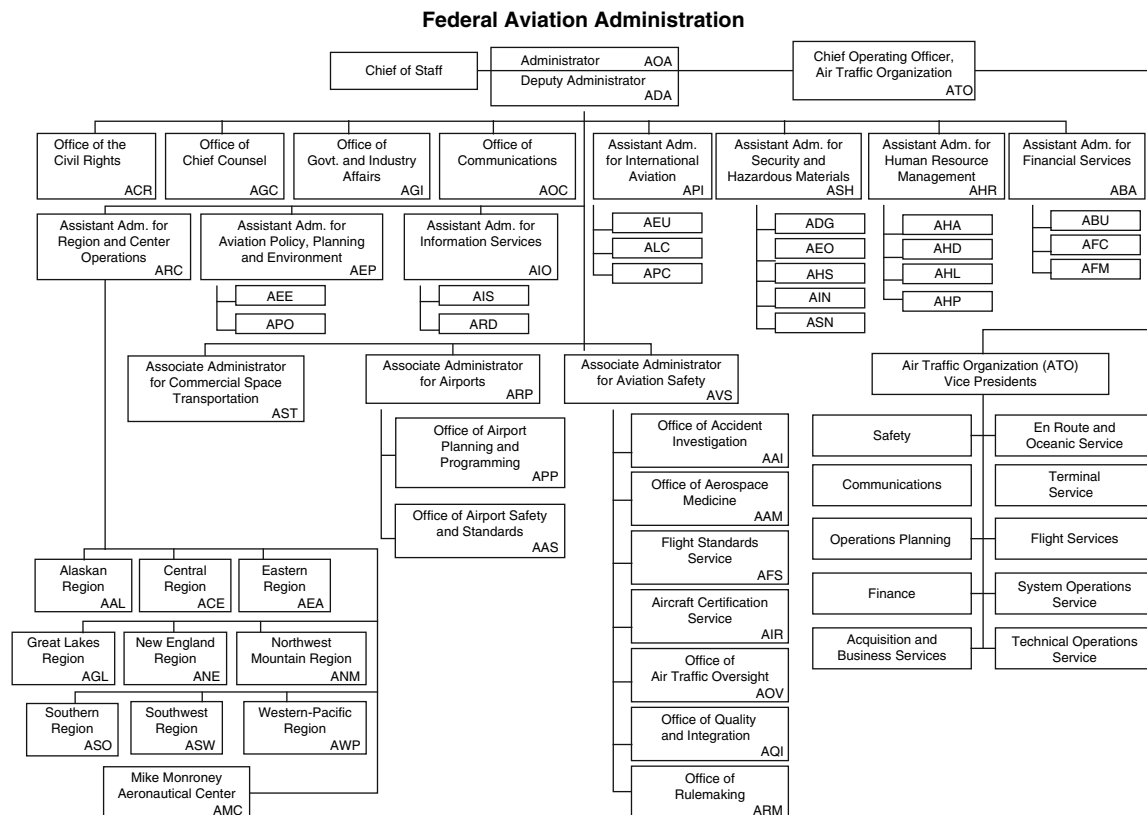 Federal Aviation Administration
Chief of Staff
Administrator AOA
Deputy Administrator
ADA
Chief Operating Officer,
Air Traffic Organization
ATO
Office of the
Civil Rights
ACR
Office of
Chief Counsel
AGC
Office of
Govt. and Industry
Affairs
AGI
Office of
Communications
AOC
Assistant Adm.
for International
Aviation
API
Assistant Adm. for
Security and
Hazardous Materials
ASH
Assistant Adm. for
Human Resource
Management
AHR
Assistant Adm. for
Financial Services
ABA
AEU
ALC
APC
ADG
AEO
AHS
AIN
ASN
AHA
AHD
AHL
AHP
ABU
AFC
AFM
Assistant Adm. for
Region and Center
Operations
ARC
Assistant Adm. for
Aviation Policy, Planning
and Environment
AEP
Assistant Adm. for
Information Services
AIO
AEE
APO
AIS
ARD
Associate Administrator
for Commercial Space
Transportation
AST
Associate Administrator
for Airports
ARP
Associate Administrator
for Aviation Safety
AVS
Air Traffic Organization (ATO)
Vice Presidents
Office of Airport
Planning and
Programming
APP
Office of Airport Safety
and Standards
AAS
Office of Accident
Investigation
AAI
Office of Aerospace
Medicine
AAM
Flight Standards
Service
AFS
Aircraft Certification
Service
AIR
Office of
Air Traffic Oversight
AOV
Office of Quality
and Integration
AQI
Office of
Rulemaking
ARM
Safety
En Route and
Oceanic Service
Communications
Terminal
Service
Operations Planning
Flight Services
Finance
System Operations
Service
Acquisition and
Business Services
Technical Operations
Service
Alaskan
Region
AAL
Central
Region
ACE
Eastern
Region
AEA
Great Lakes
Region
AGL
New England
Region
ANE
Northwest
Mountain Region
ANM
Southern
Region
ASO
Southwest
Region
ASW
Western-Pacific
Region
AWP
Mike Monroney
Aeronautical Center
AMC